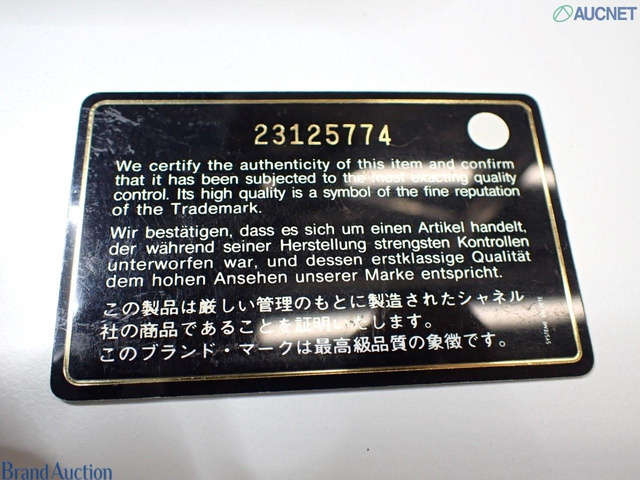 AUCNET
23125774
We certify the authenticity of this item and confirm
that it has been subjected to the most exacting quality
control. Its high quality is a symbol of the fine reputation
of the Trademark.
Wir bestätigen, dass es sich um einen Artikel handelt,
der während seiner Herstellung strengsten Kontrollen
unterworfen war, und dessen erstklassige Qualität
dem hohen Ansehen unserer Marke entspricht.
この製品は厳しい管理のもとに製造されたシャネル
社の商品であることを証明いたします。
このブランド・マークは最高級品質の象徴です。
Brand Auction